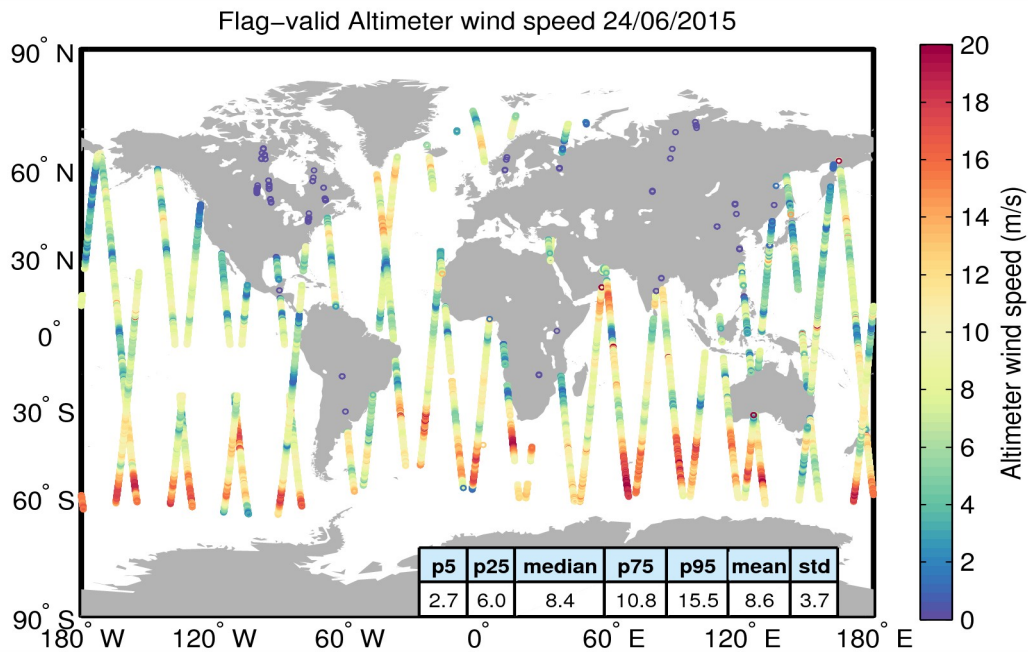 Flag−valid Altimeter wind speed 24/06/2015
90° N
60° N
30° N
0°
30° S
60° S
90° S
180° W
120° W
60° W
0°
60° E
120° E
180° E
p5 p25 median p75 p95 mean std
2.7 6.0 8.4 10.8 15.5 8.6 3.7
20
18
16
14
12
10
8
6
4
2
0
Altimeter wind speed (m/s)